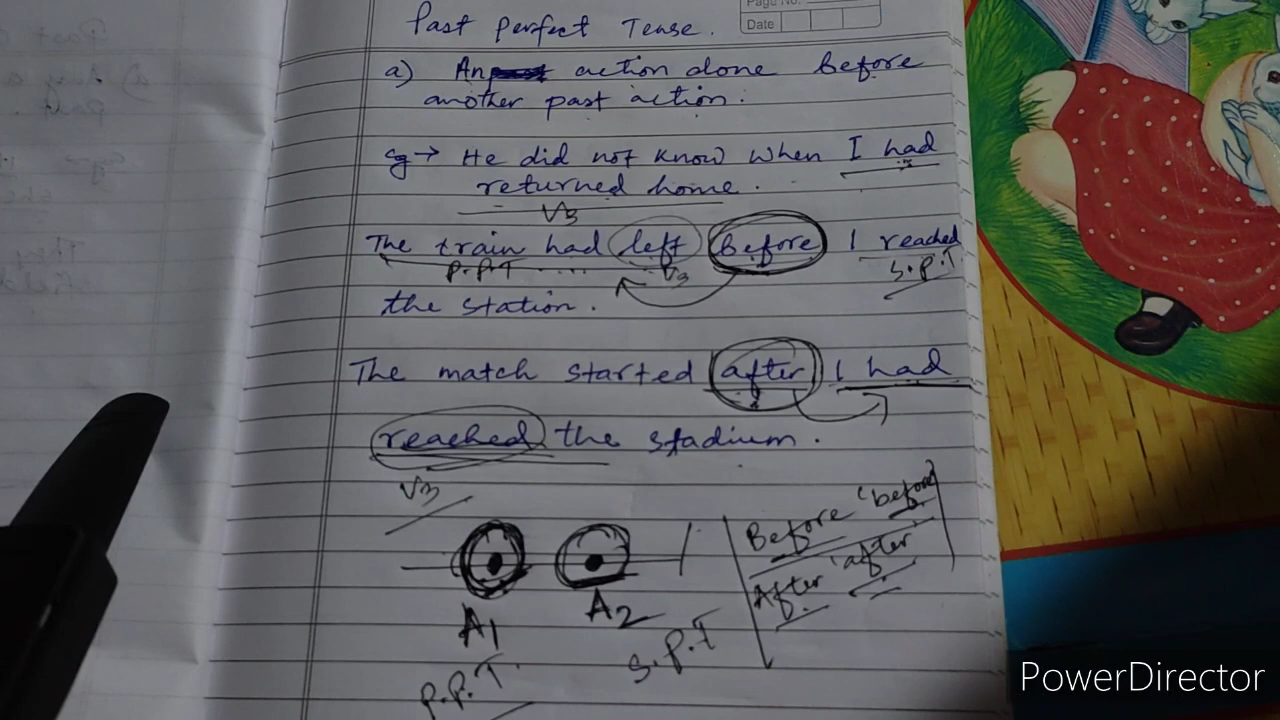 Page No.
Date
Past Perfect Tense.
a) An action done before
another past action.
eg → He did not know when I had
returned home.
V3
The train had left before I reached
P.P.T V3 S.P.T
the station.
The match started after I had
reached the stadium.
V3
Before 'before'
After 'after'
A1 A2
P.P.T. S.P.T
PowerDirector